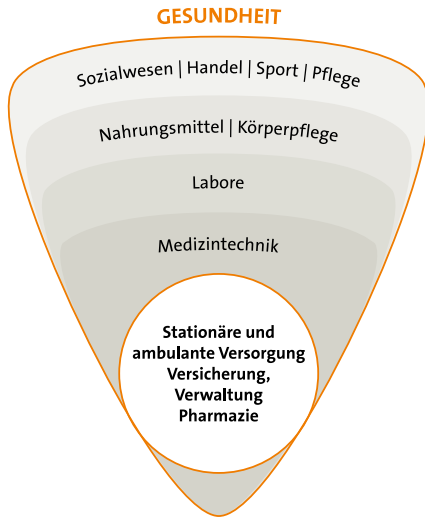 GESUNDHEIT
Sozialwesen | Handel | Sport | Pflege
Nahrungsmittel | Körperpflege
Labore
Medizintechnik
Stationäre und
ambulante Versorgung
Versicherung,
Verwaltung
Pharmazie